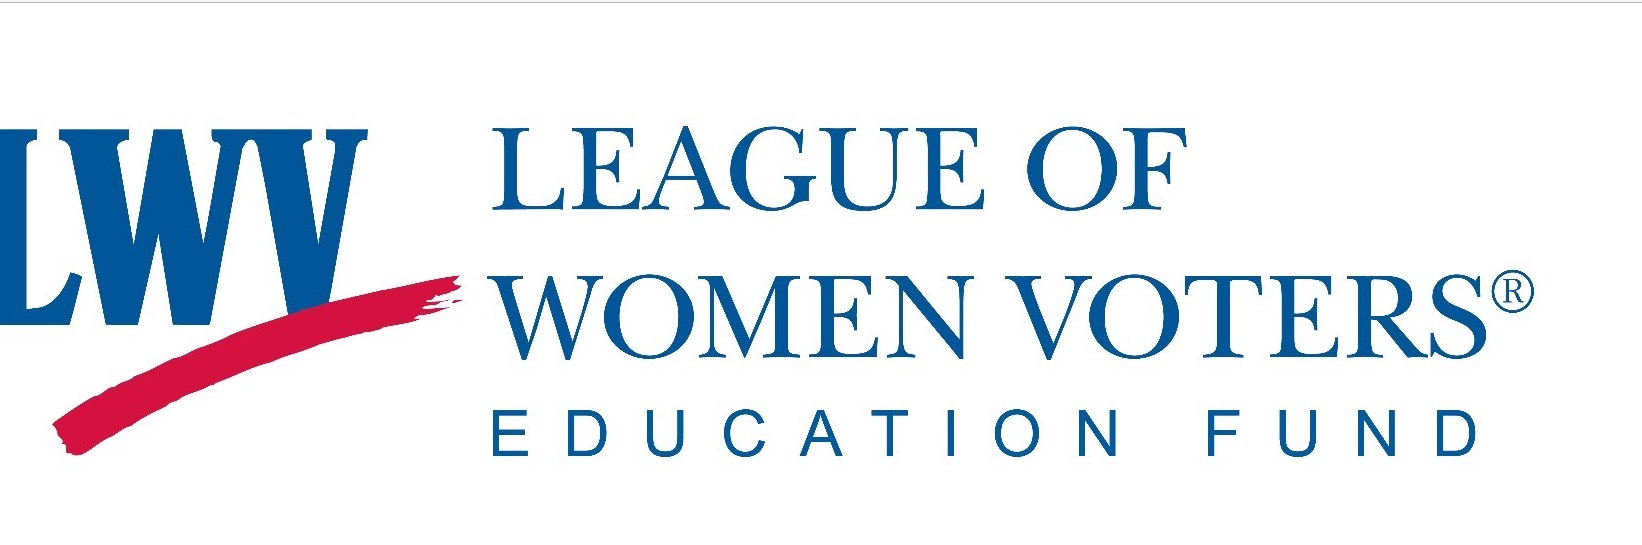 LWV
LEAGUE OF
WOMEN VOTERS®
EDUCATION FUND